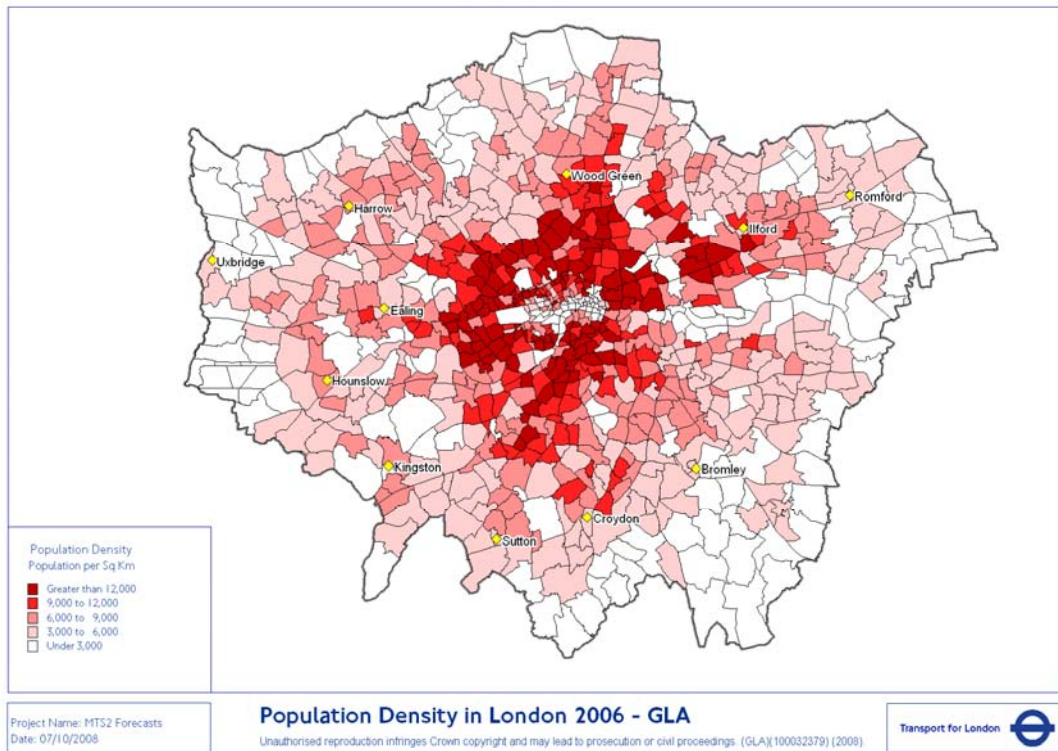 Wood Green
Romford
Harrow
Ilford
Uxbridge
Ealing
Hounslow
Kingston
Bromley
Croydon
Sutton
Population Density
Population per Sq Km
Greater than 12,000
9,000 to 12,000
6,000 to 9,000
3,000 to 6,000
Under 3,000
Project Name: MTS2 Forecasts
Date: 07/10/2008
Population Density in London 2006 - GLA
Unauthorised reproduction infringes Crown copyright and may lead to prosecution or civil proceedings. (GLA)(100032379) (2008)
Transport for London